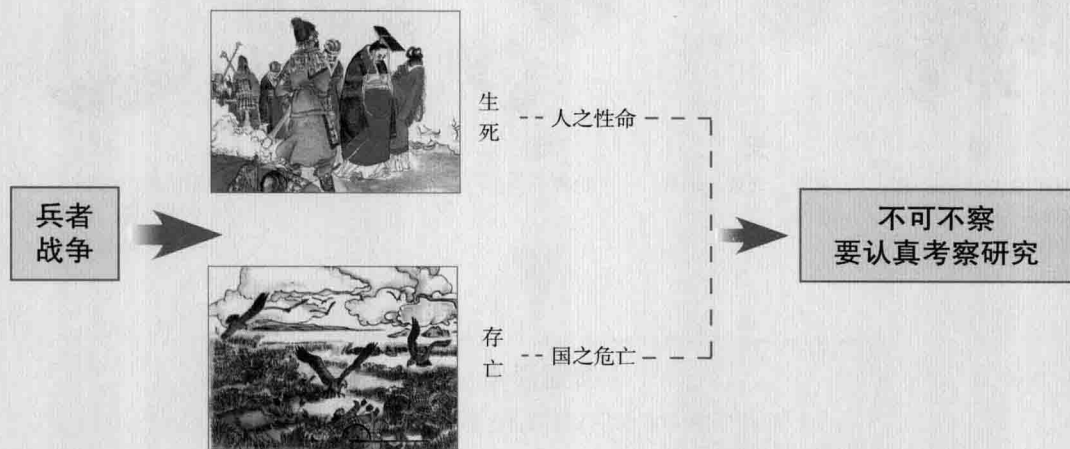 兵者
战争
生死
人之性命
存亡
国之危亡
不可不察
要认真考察研究